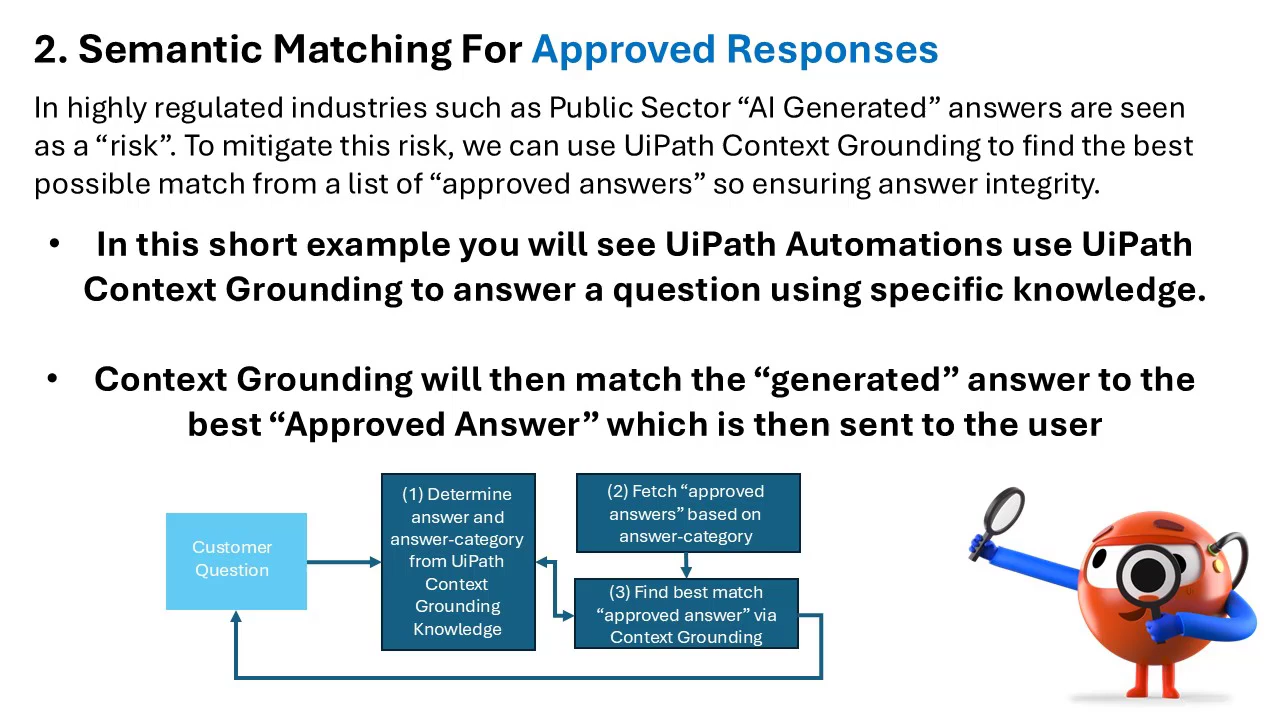 2. Semantic Matching For Approved Responses
In highly regulated industries such as Public Sector “AI Generated” answers are seen
as a “risk”. To mitigate this risk, we can use UiPath Context Grounding to find the best
possible match from a list of “approved answers” so ensuring answer integrity.
• In this short example you will see UiPath Automations use UiPath
Context Grounding to answer a question using specific knowledge.
• Context Grounding will then match the “generated” answer to the
best “Approved Answer” which is then sent to the user
Customer
Question
(1) Determine
answer and
answer-category
from UiPath
Context
Grounding
Knowledge
(2) Fetch “approved
answers” based on
answer-category
(3) Find best match
“approved answer” via
Context Grounding